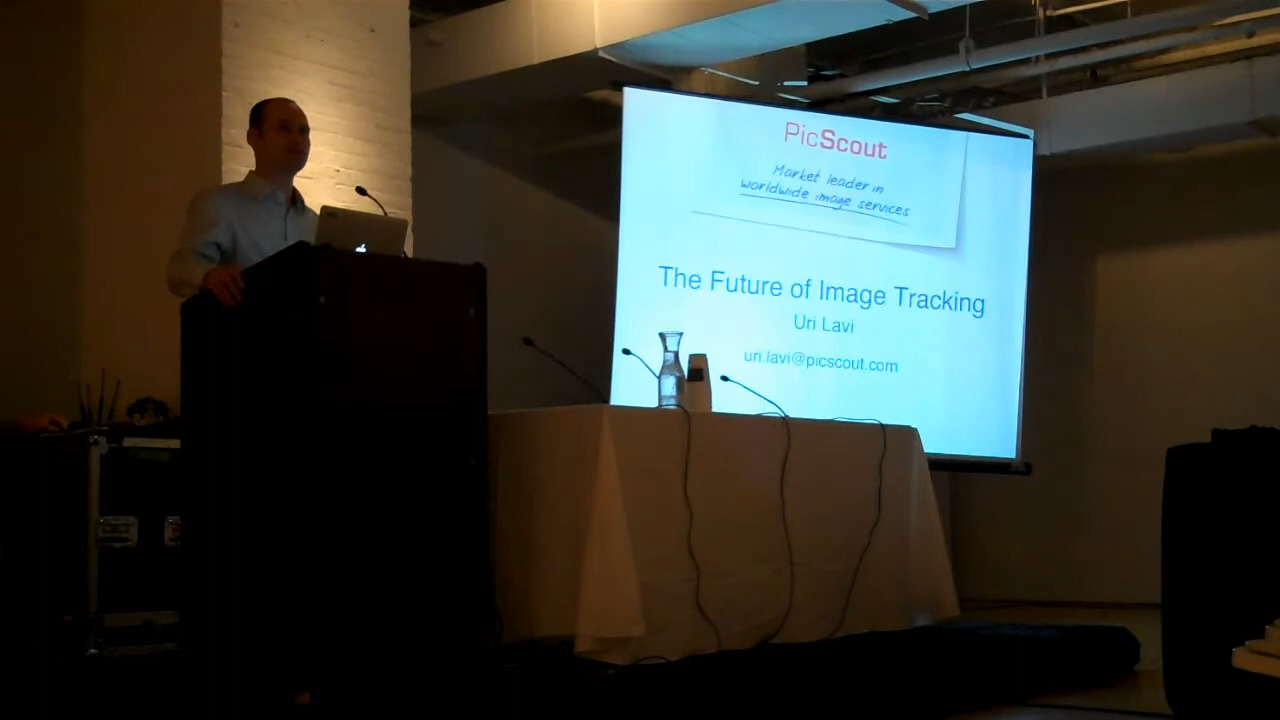 PicScout
Market leader in
worldwide image services
The Future of Image Tracking
Uri Lavi
uri.lavi@picscout.com